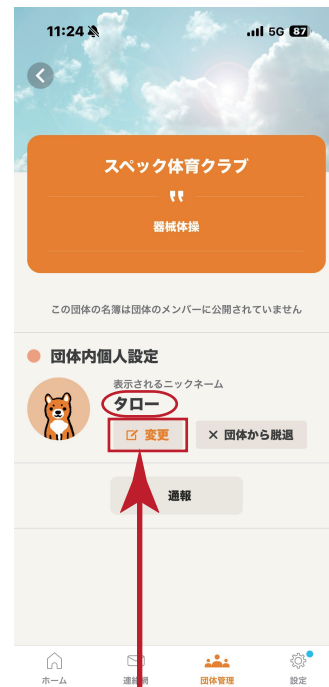 11:24
5G 87
スペック体育クラブ
器械体操
この団体の名簿は団体のメンバーに公開されていません
団体内個人設定
表示されるニックネーム
タロー
変更 × 団体から脱退
通報
ホーム 連絡網 団体管理 設定